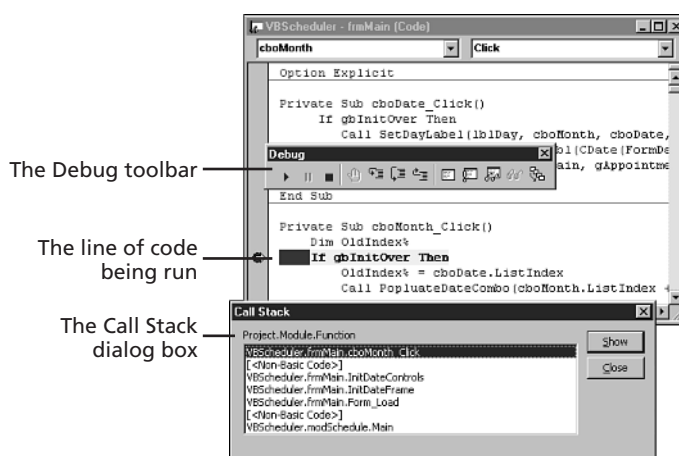 VBScheduler - frmMain (Code)
cboMonth Click
Option Explicit
Private Sub cboDate_Click()
If gbInitOver Then
Call SetDayLabel(lblDay, cboMonth, cboDate,
bl(CDate(FormDe
ain, gAppointme
Debug
The Debug toolbar
End Sub
Private Sub cboMonth_Click()
Dim OldIndex%
The line of code
being run
If gbInitOver Then
OldIndex% = cboDate.ListIndex
Call PopluateDateCombo(cboMonth.ListIndex +
Call Stack
The Call Stack
dialog box
Project.Module.Function
VBScheduler.frmMain.cboMonth_Click
[<Non-Basic Code>]
VBScheduler.frmMain.InitDateControls
VBScheduler.frmMain.InitDateFrame
VBScheduler.frmMain.Form_Load
[<Non-Basic Code>]
VBScheduler.modSchedule.Main
Show
Close